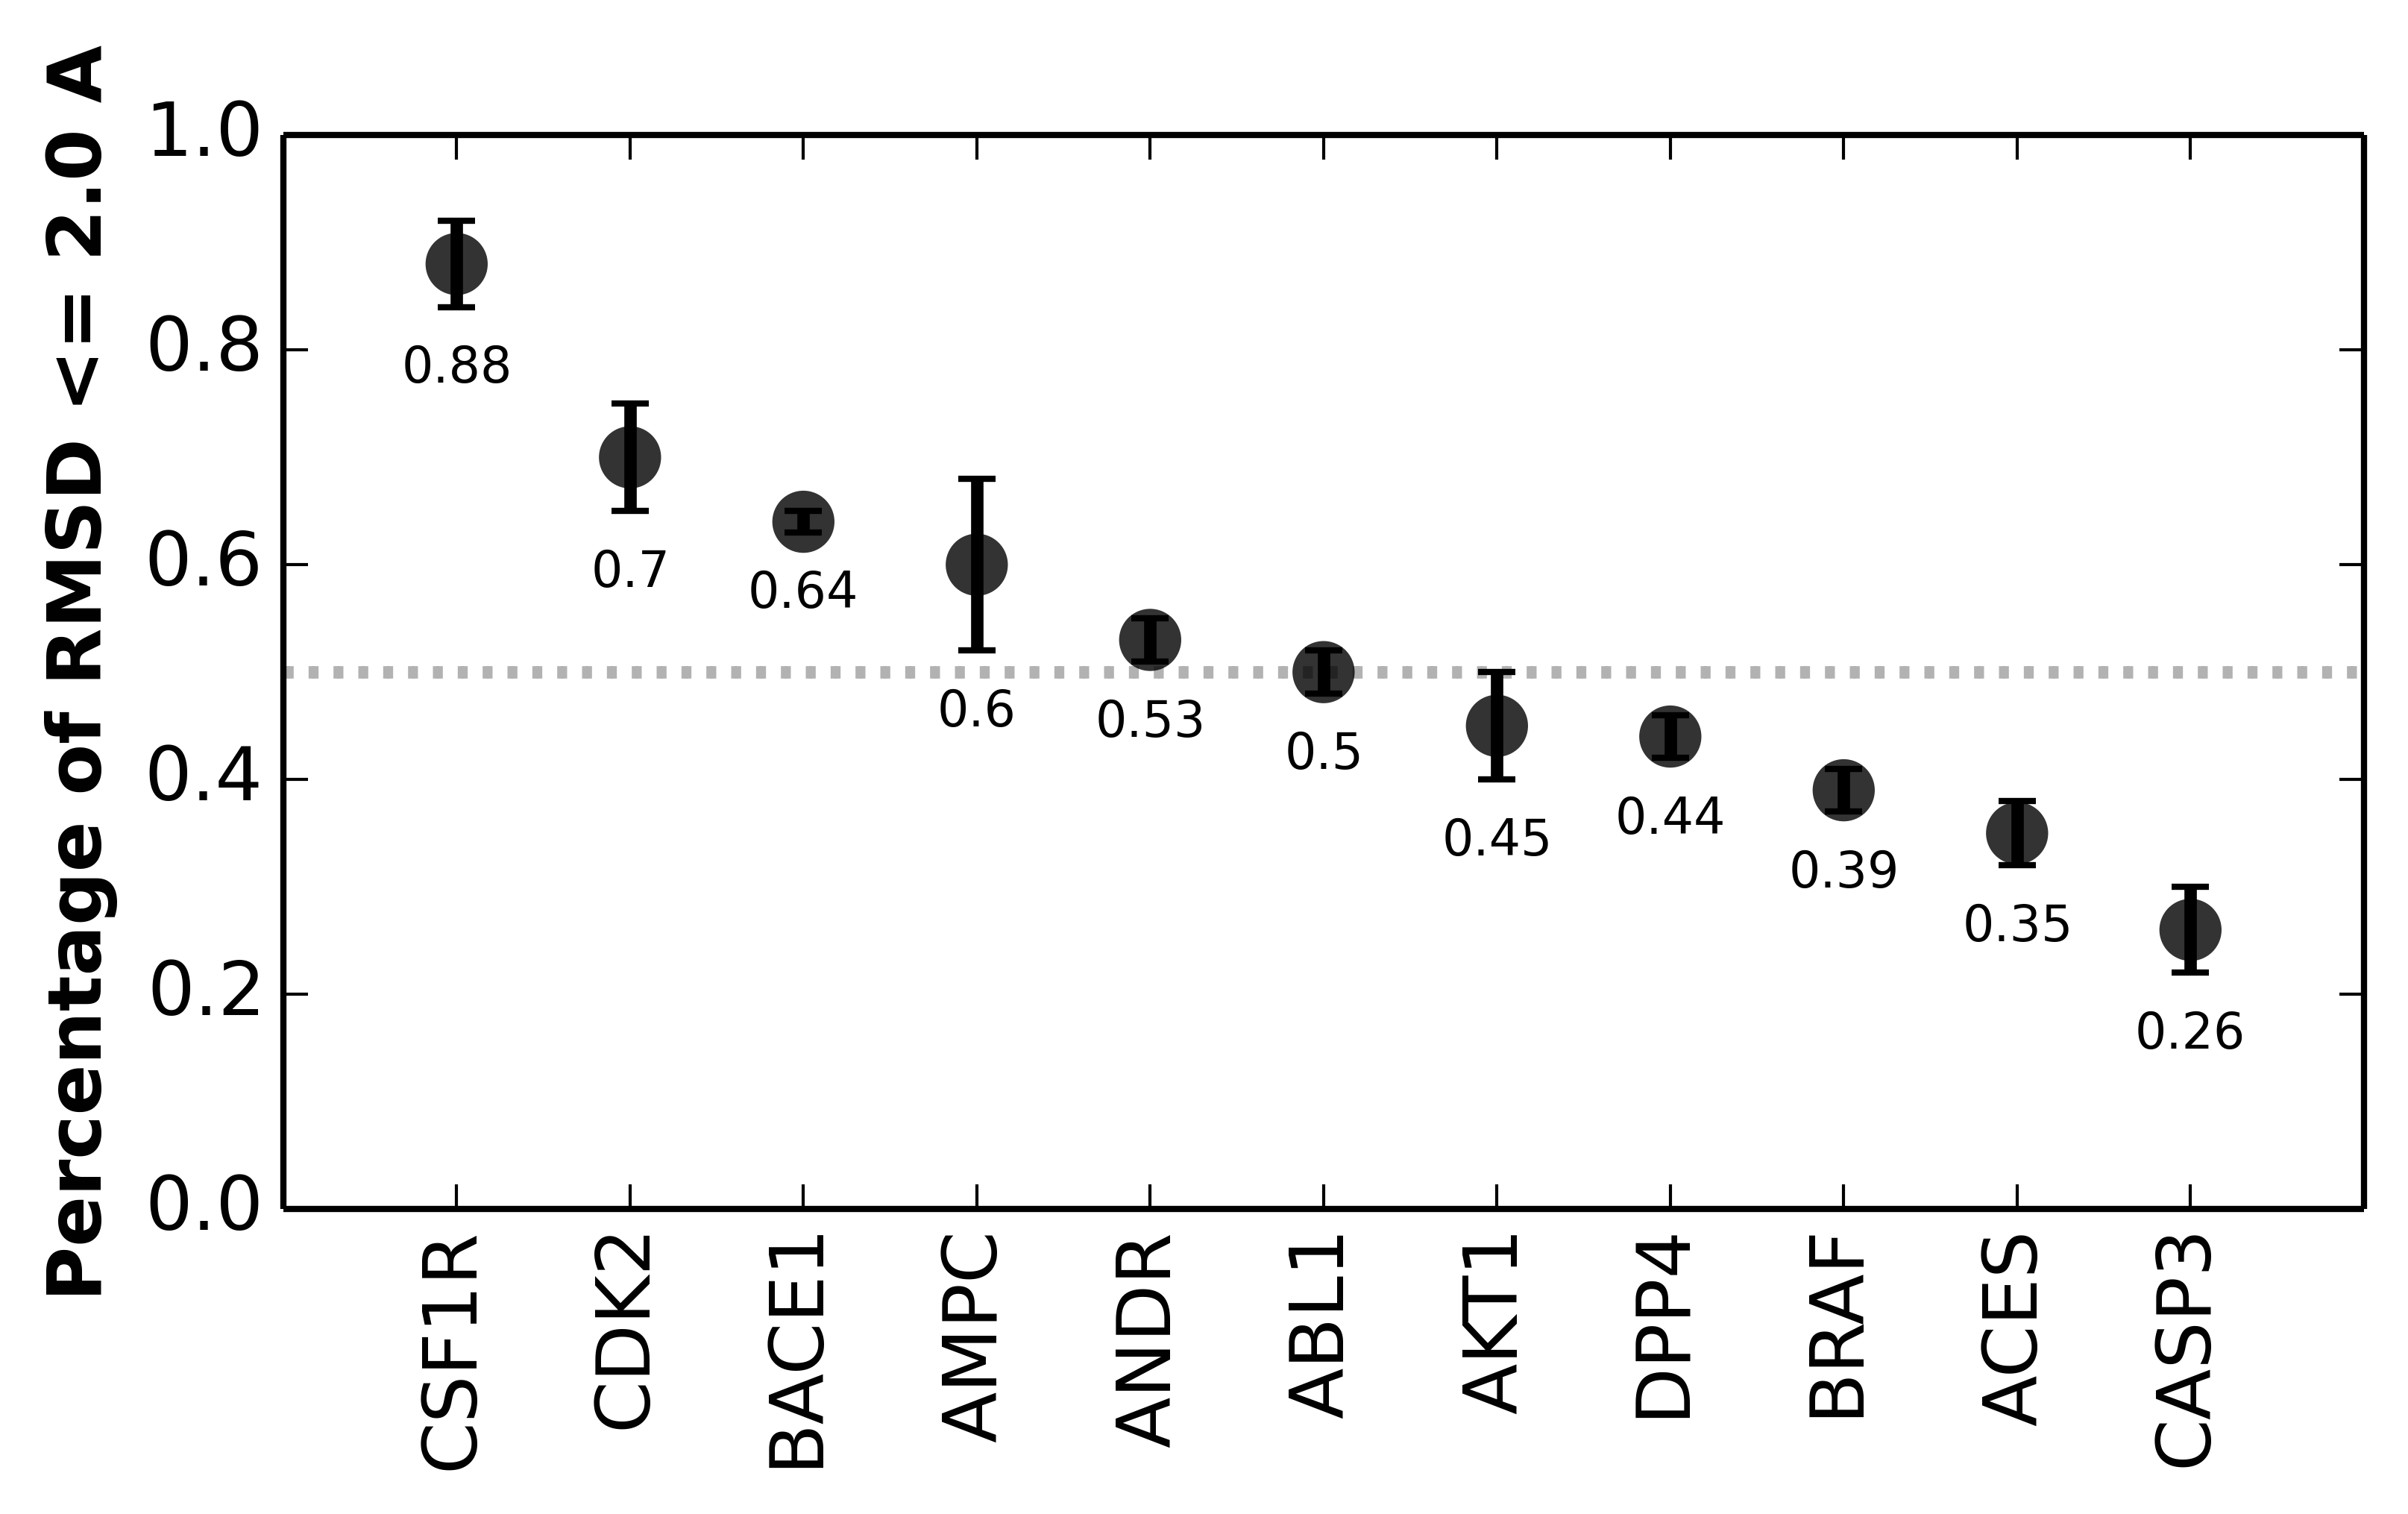 Percentage of RMSD <= 2.0 A
1.0
0.8
0.6
0.4
0.2
0.0
0.88
0.7
0.64
0.6
0.53
0.5
0.45
0.44
0.39
0.35
0.26
CSF1R
CDK2
BACE1
AMPC
ANDR
ABL1
AKT1
DPP4
BRAF
ACES
CASP3